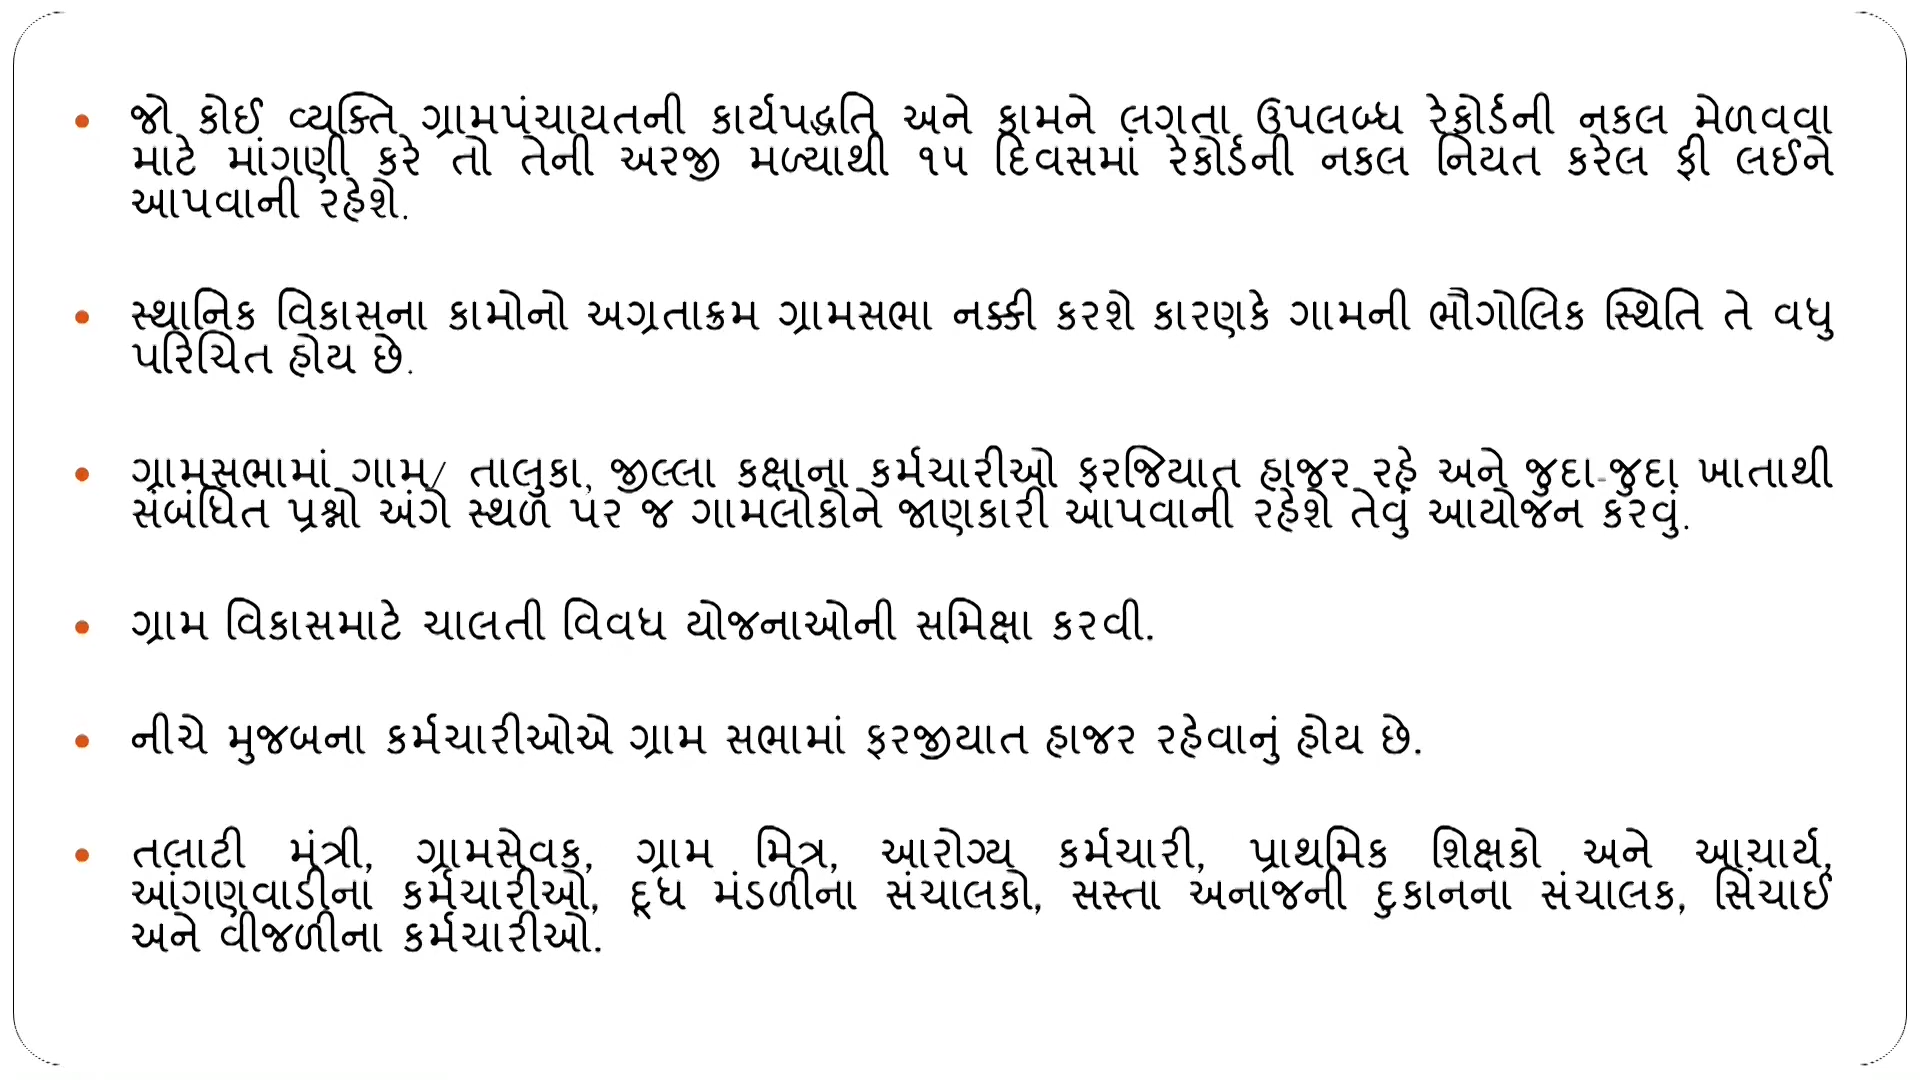 • જો કોઈ વ્યક્તિ ગ્રામપંચાયતની કાર્યપદ્ધતિ અને કામને લગતા ઉપલબ્ધ રેકોર્ડની નકલ મેળવવા
માટે માંગણી કરે તો તેની અરજી મળ્યાથી ૧૫ દિવસમાં રેકોર્ડની નકલ નિયત કરેલ ફી લઈને
આપવાની રહેશે.
• સ્થાનિક વિકાસના કામોનો અગ્રતાક્રમ ગ્રામસભા નક્કી કરશે કારણકે ગામની ભૌગોલિક સ્થિતિ તે વધુ
પરિચિત હોય છે.
• ગ્રામસભામાં ગામ/ તાલુકા, જીલ્લા કક્ષાના કર્મચારીઓ ફરજિયાત હાજર રહે અને જુદા-જુદા ખાતાથી
સંબંધિત પ્રશ્નો અંગે સ્થળ પર જ ગામલોકોને જાણકારી આપવાની રહેશે તેવું આયોજન કરવું.
• ગ્રામ વિકાસમાટે ચાલતી વિવધ યોજનાઓની સમિક્ષા કરવી.
• નીચે મુજબના કર્મચારીઓએ ગ્રામ સભામાં ફરજીયાત હાજર રહેવાનું હોય છે.
• તલાટી મંત્રી, ગ્રામસેવક, ગ્રામ મિત્ર, આરોગ્ય કર્મચારી, પ્રાથમિક શિક્ષકો અને આચાર્ય,
આંગણવાડીના કર્મચારીઓ, દૂધ મંડળીના સંચાલકો, સસ્તા અનાજની દુકાનના સંચાલક, સિંચાઈ
અને વીજળીના કર્મચારીઓ.